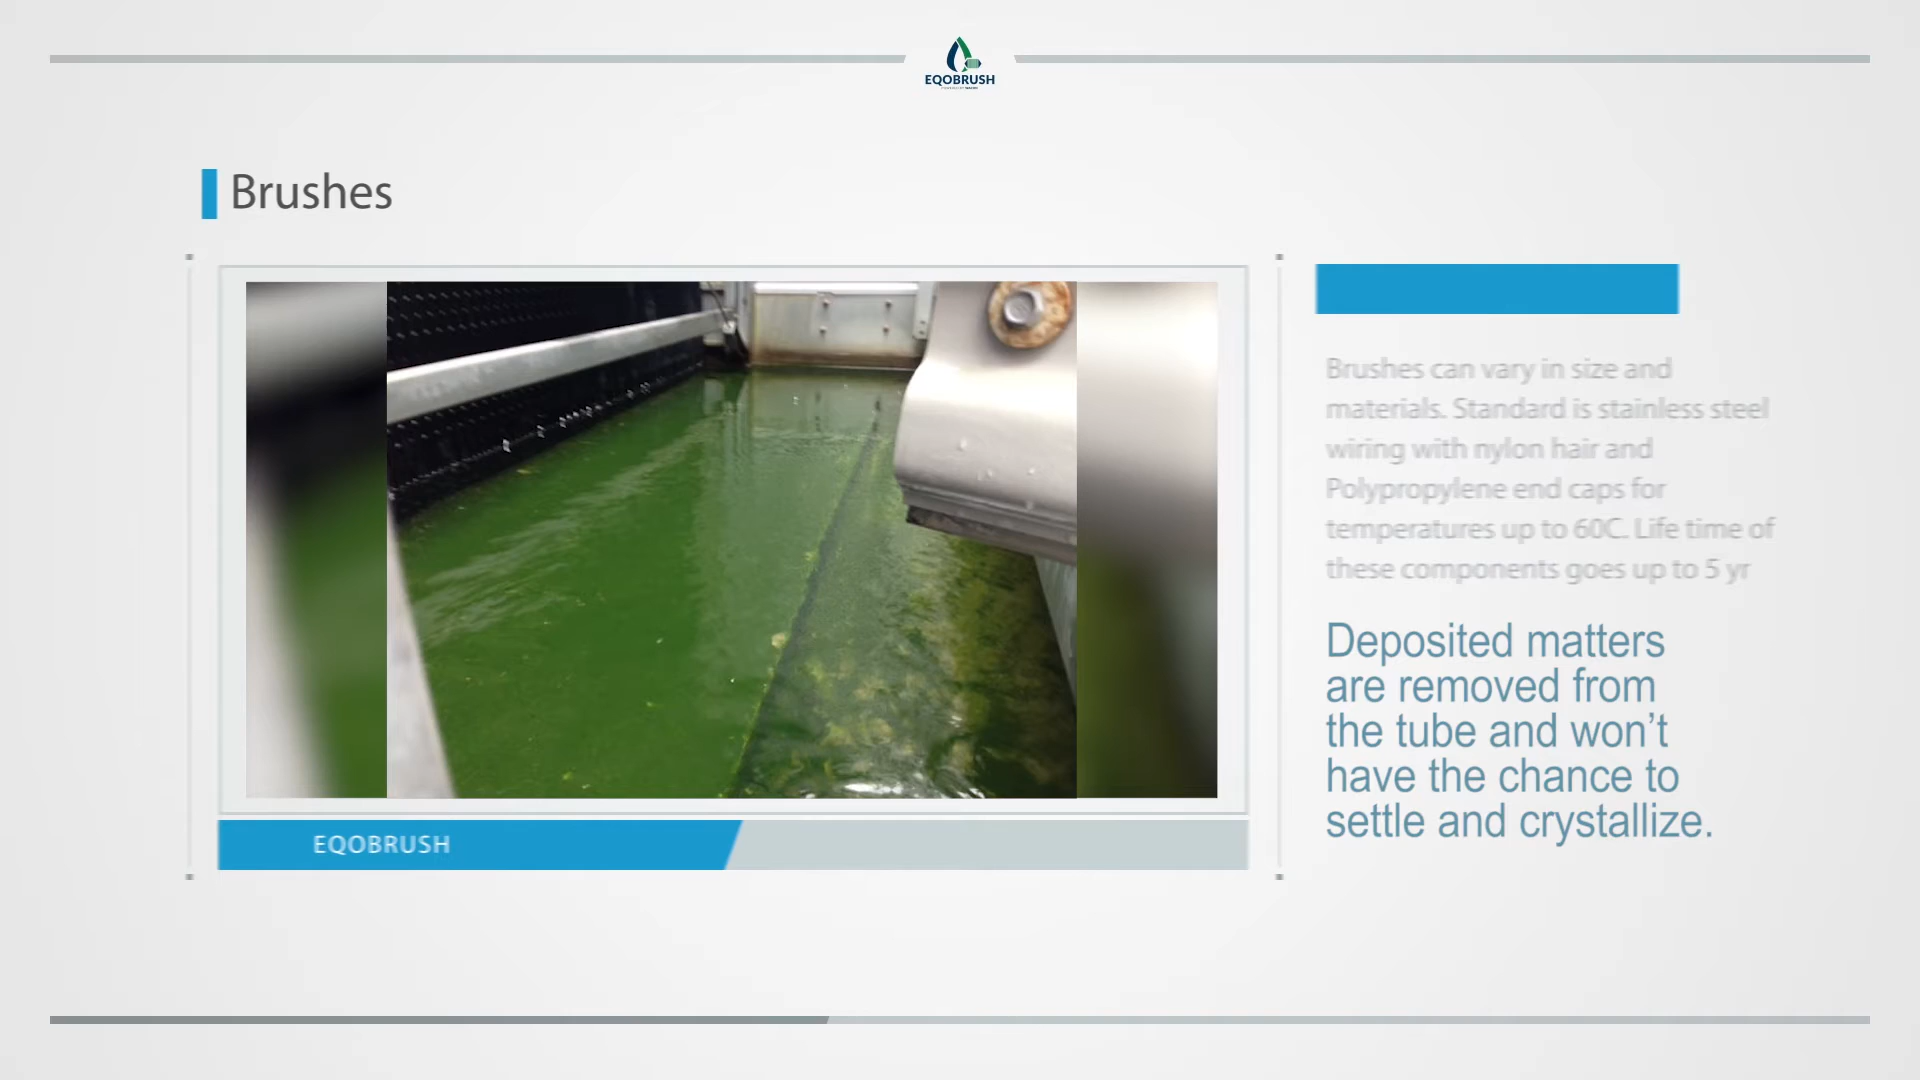 EQOBRUSH
Brushes
Brushes can vary in size and
materials. Standard is stainless steel
wiring with nylon hair and
Polypropylene end caps for
temperatures up to 60C. Life time of
these components goes up to 5 yr
Deposited matters
are removed from
the tube and won’t
have the chance to
settle and crystallize.
EQOBRUSH